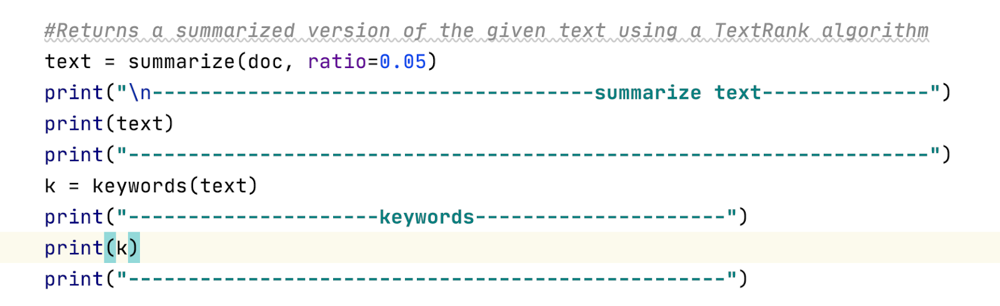 #Returns a summarized version of the given text using a TextRank algorithm
text = summarize(doc, ratio=0.05)
print("\n-------------------------------------summarize text--------------")
print(text)
print("-------------------------------------------------------------------")
k = keywords(text)
print("---------------------keywords---------------------")
print(k)
print("--------------------------------------------------")